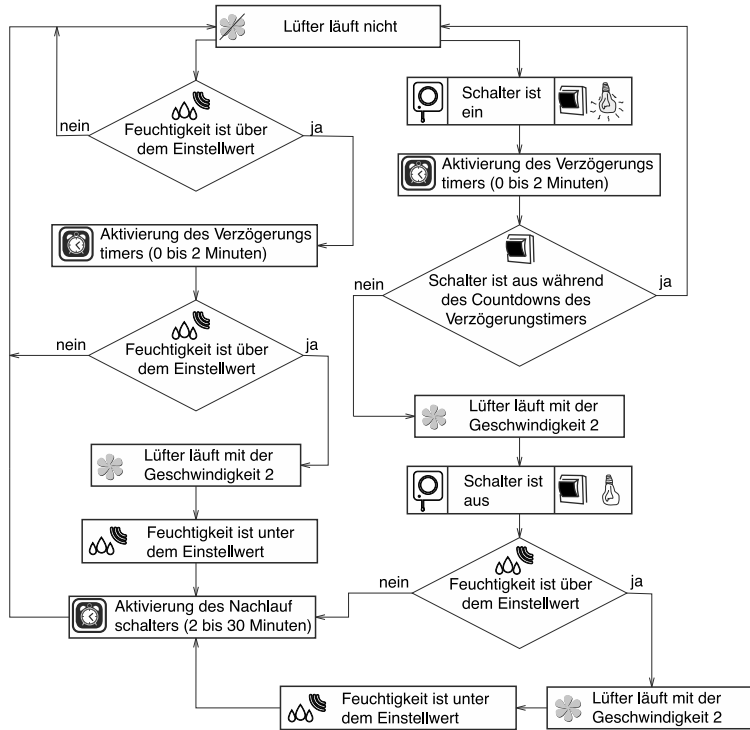 Lüfter läuft nicht
Feuchtigkeit ist über
dem Einstellwert
nein
ja
Aktivierung des Verzögerungs
timers (0 bis 2 Minuten)
Feuchtigkeit ist über
dem Einstellwert
nein
ja
Lüfter läuft mit der
Geschwindigkeit 2
Feuchtigkeit ist unter
dem Einstellwert
Aktivierung des Nachlauf
schalters (2 bis 30 Minuten)
Schalter ist
ein
Aktivierung des Verzögerungs
timers (0 bis 2 Minuten)
Schalter ist aus während
des Countdowns des
Verzögerungstimers
nein
ja
Lüfter läuft mit der
Geschwindigkeit 2
Schalter ist
aus
Feuchtigkeit ist über
dem Einstellwert
nein
ja
Lüfter läuft mit der
Geschwindigkeit 2
Feuchtigkeit ist unter
dem Einstellwert